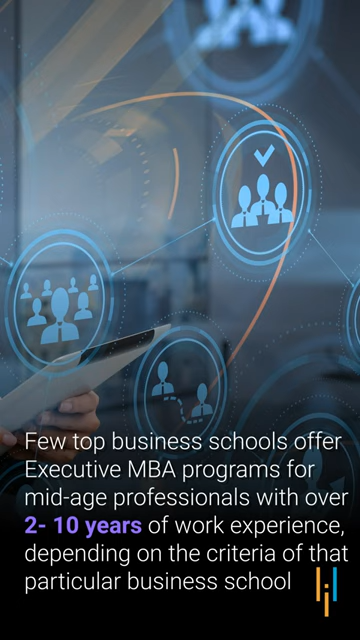 Few top business schools offer
Executive MBA programs for
mid-age professionals with over
2- 10 years of work experience,
depending on the criteria of that
particular business school